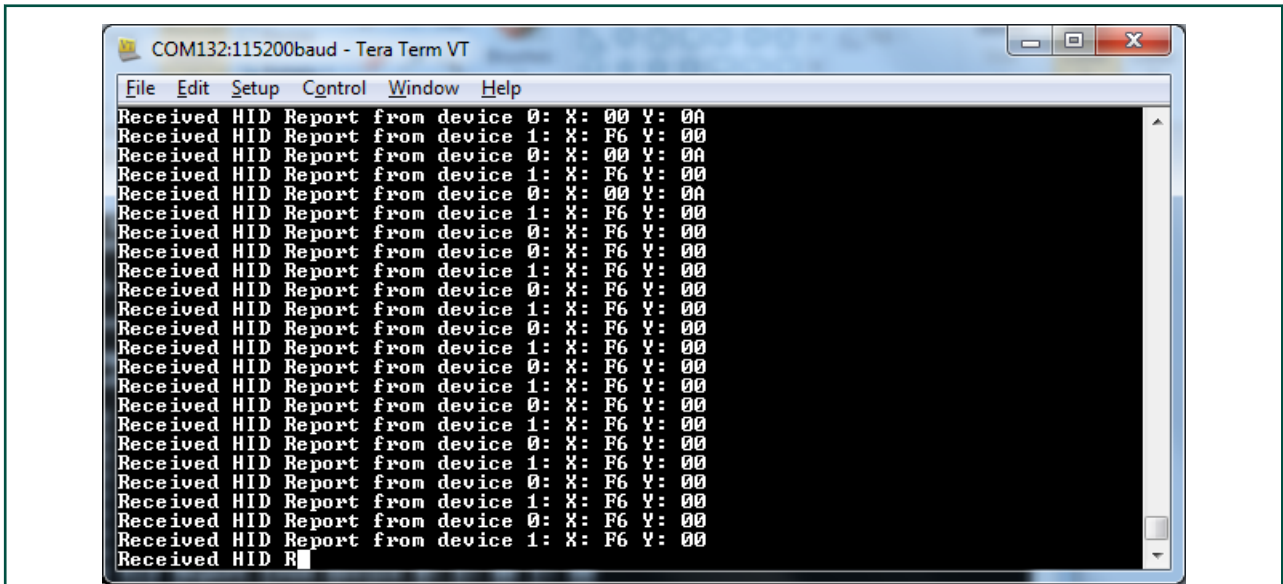 COM132:115200baud - Tera Term VT
File Edit Setup Control Window Help
Received HID Report from device 0: X: 00 Y: 0A
Received HID Report from device 1: X: F6 Y: 00
Received HID Report from device 0: X: 00 Y: 0A
Received HID Report from device 1: X: F6 Y: 00
Received HID Report from device 0: X: 00 Y: 0A
Received HID Report from device 1: X: F6 Y: 00
Received HID Report from device 0: X: F6 Y: 00
Received HID Report from device 0: X: F6 Y: 00
Received HID Report from device 1: X: F6 Y: 00
Received HID Report from device 0: X: F6 Y: 00
Received HID Report from device 1: X: F6 Y: 00
Received HID Report from device 0: X: F6 Y: 00
Received HID Report from device 1: X: F6 Y: 00
Received HID Report from device 0: X: F6 Y: 00
Received HID Report from device 1: X: F6 Y: 00
Received HID Report from device 0: X: F6 Y: 00
Received HID Report from device 1: X: F6 Y: 00
Received HID Report from device 0: X: F6 Y: 00
Received HID Report from device 1: X: F6 Y: 00
Received HID Report from device 0: X: F6 Y: 00
Received HID Report from device 1: X: F6 Y: 00
Received HID Report from device 0: X: F6 Y: 00
Received HID Report from device 1: X: F6 Y: 00
Received HID R